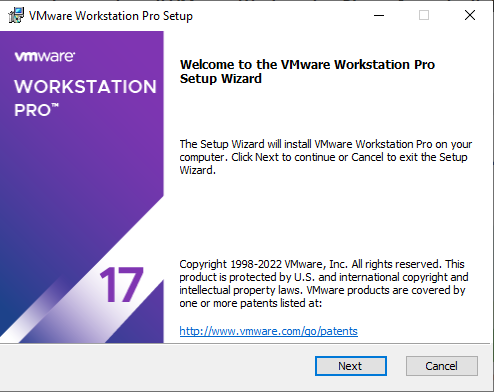 VMware Workstation Pro Setup
vmware®
WORKSTATION
PRO™
17
Welcome to the VMware Workstation Pro
Setup Wizard
The Setup Wizard will install VMware Workstation Pro on your
computer. Click Next to continue or Cancel to exit the Setup
Wizard.
Copyright 1998-2022 VMware, Inc. All rights reserved. This
product is protected by U.S. and international copyright and
intellectual property laws. VMware products are covered by
one or more patents listed at:
http://www.vmware.com/go/patents
Next
Cancel